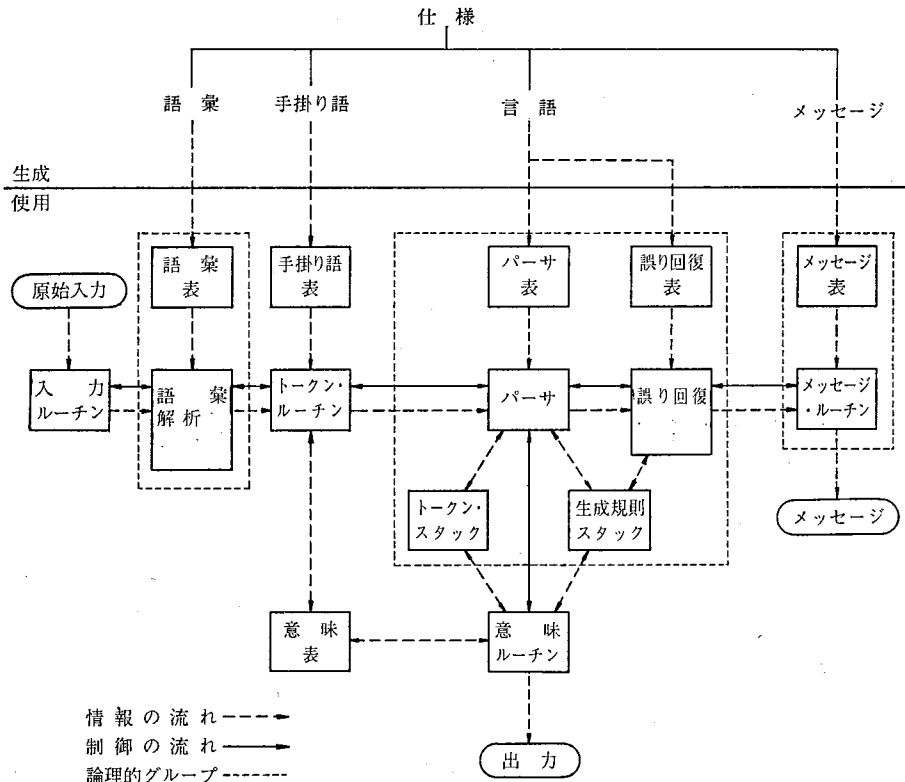 仕様
語彙
手掛り語
言語
メッセージ
生成
使用
語彙
表
手掛り語
表
パーサ
表
誤り回復
表
メッセージ
表
原始入力
入力
ルーチン
語彙
解析
トークン・
ルーチン
パーサ
誤り回復
メッセージ
・ルーチン
トークン・
スタック
生成規則
スタック
メッセージ
意味
表
意味
ルーチン
情報の流れ
制御の流れ
論理的グループ
出力